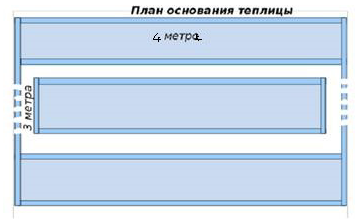 План основания теплицы
4 метра
3 метра